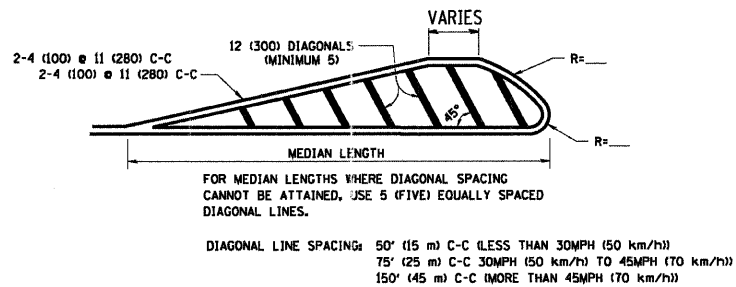 VARIES
2-4 (100) @ 11 (280) C-C
2-4 (100) @ 11 (280) C-C
12 (300) DIAGONALS
(MINIMUM 5)
R=___
45°
R=___
MEDIAN LENGTH
FOR MEDIAN LENGTHS WHERE DIAGONAL SPACING
CANNOT BE ATTAINED, USE 5 (FIVE) EQUALLY SPACED
DIAGONAL LINES.
DIAGONAL LINE SPACING: 50' (15 m) C-C (LESS THAN 30MPH (50 km/h))
75' (25 m) C-C 30MPH (50 km/h) TO 45MPH (70 km/h))
150' (45 m) C-C (MORE THAN 45MPH (70 km/h))